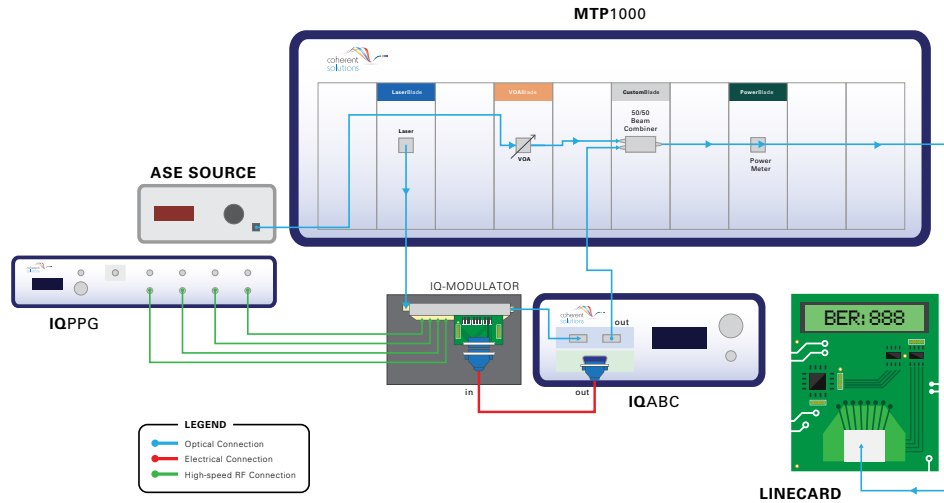 MTP1000
coherent
solutions
LaserBlade
VOABlade
CustomBlade
PowerBlade
50/50
Beam
Combiner
Laser
VOA
Power
Meter
ASE SOURCE
IQPPG
IQ-MODULATOR
coherent
solutions
out
in
out
IQABC
BER:888
LINECARD
LEGEND
Optical Connection
Electrical Connection
High-speed RF Connection